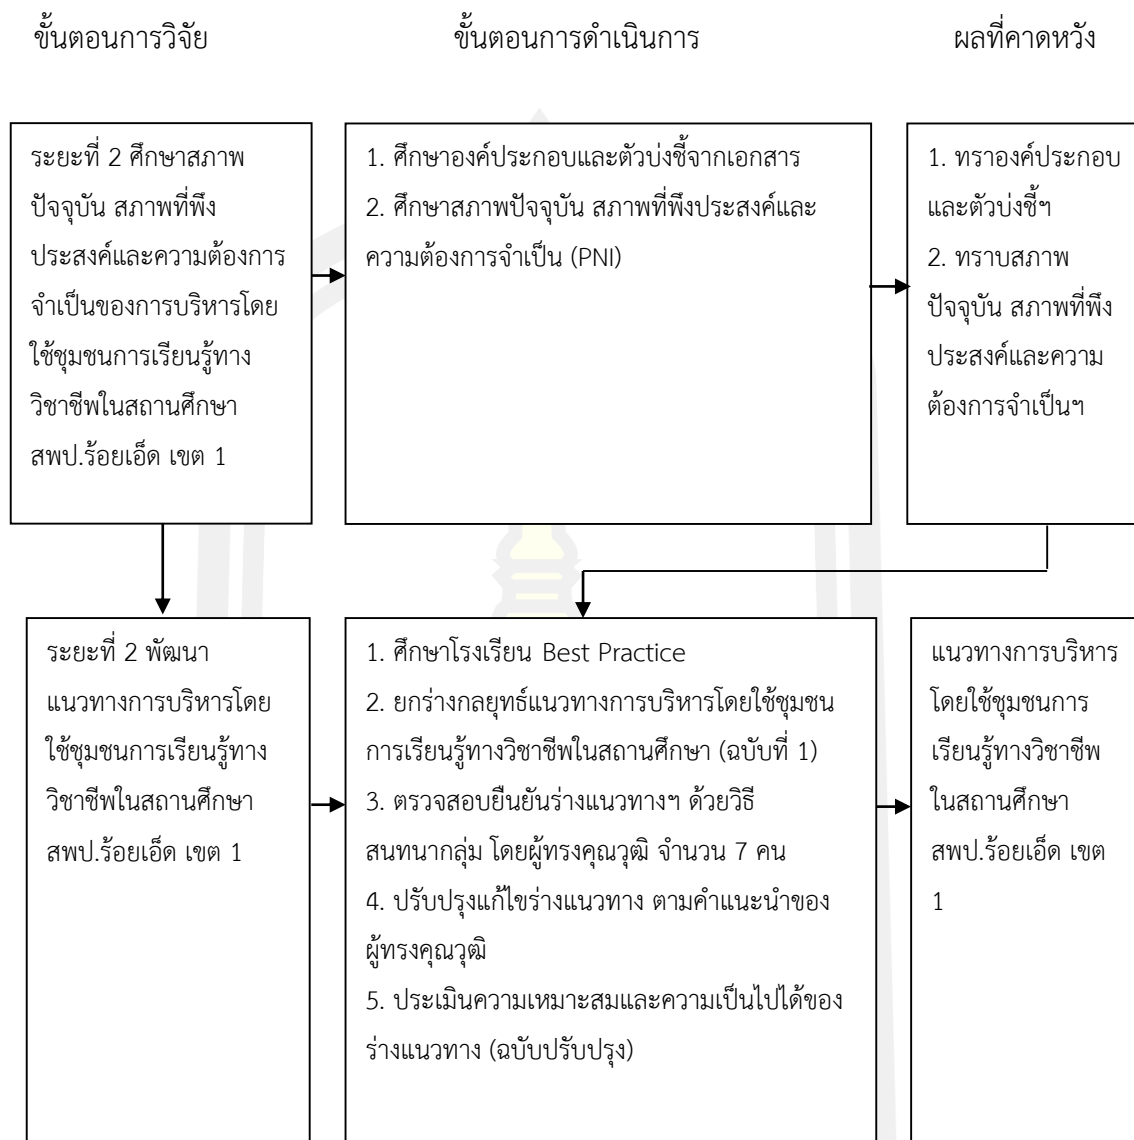 ขั้นตอนการวิจัย
ขั้นตอนการดำเนินการ
ผลที่คาดหวัง
ระยะที่ 2 ศึกษาสภาพ
ปัจจุบัน สภาพที่พึง
ประสงค์และความต้องการ
จำเป็นของการบริหารโดย
ใช้ชุมชนการเรียนรู้ทาง
วิชาชีพในสถานศึกษา
สพป.ร้อยเอ็ด เขต 1
1. ศึกษาองค์ประกอบและตัวบ่งชี้จากเอกสาร
2. ศึกษาสภาพปัจจุบัน สภาพที่พึงประสงค์และ
ความต้องการจำเป็น (PNI)
1. ทราองค์ประกอบ
และตัวบ่งชี้ฯ
2. ทราบสภาพ
ปัจจุบัน สภาพที่พึง
ประสงค์และความ
ต้องการจำเป็นฯ
ระยะที่ 2 พัฒนา
แนวทางการบริหารโดย
ใช้ชุมชนการเรียนรู้ทาง
วิชาชีพในสถานศึกษา
สพป.ร้อยเอ็ด เขต 1
1. ศึกษาโรงเรียน Best Practice
2. ยกร่างกลยุทธ์แนวทางการบริหารโดยใช้ชุมชน
การเรียนรู้ทางวิชาชีพในสถานศึกษา (ฉบับที่ 1)
3. ตรวจสอบยืนยันร่างแนวทางฯ ด้วยวิธี
สนทนากลุ่ม โดยผู้ทรงคุณวุฒิ จำนวน 7 คน
4. ปรับปรุงแก้ไขร่างแนวทาง ตามคำแนะนำของ
ผู้ทรงคุณวุฒิ
5. ประเมินความเหมาะสมและความเป็นไปได้ของ
ร่างแนวทาง (ฉบับปรับปรุง)
แนวทางการบริหาร
โดยใช้ชุมชนการ
เรียนรู้ทางวิชาชีพ
ในสถานศึกษา
สพป.ร้อยเอ็ด เขต
1